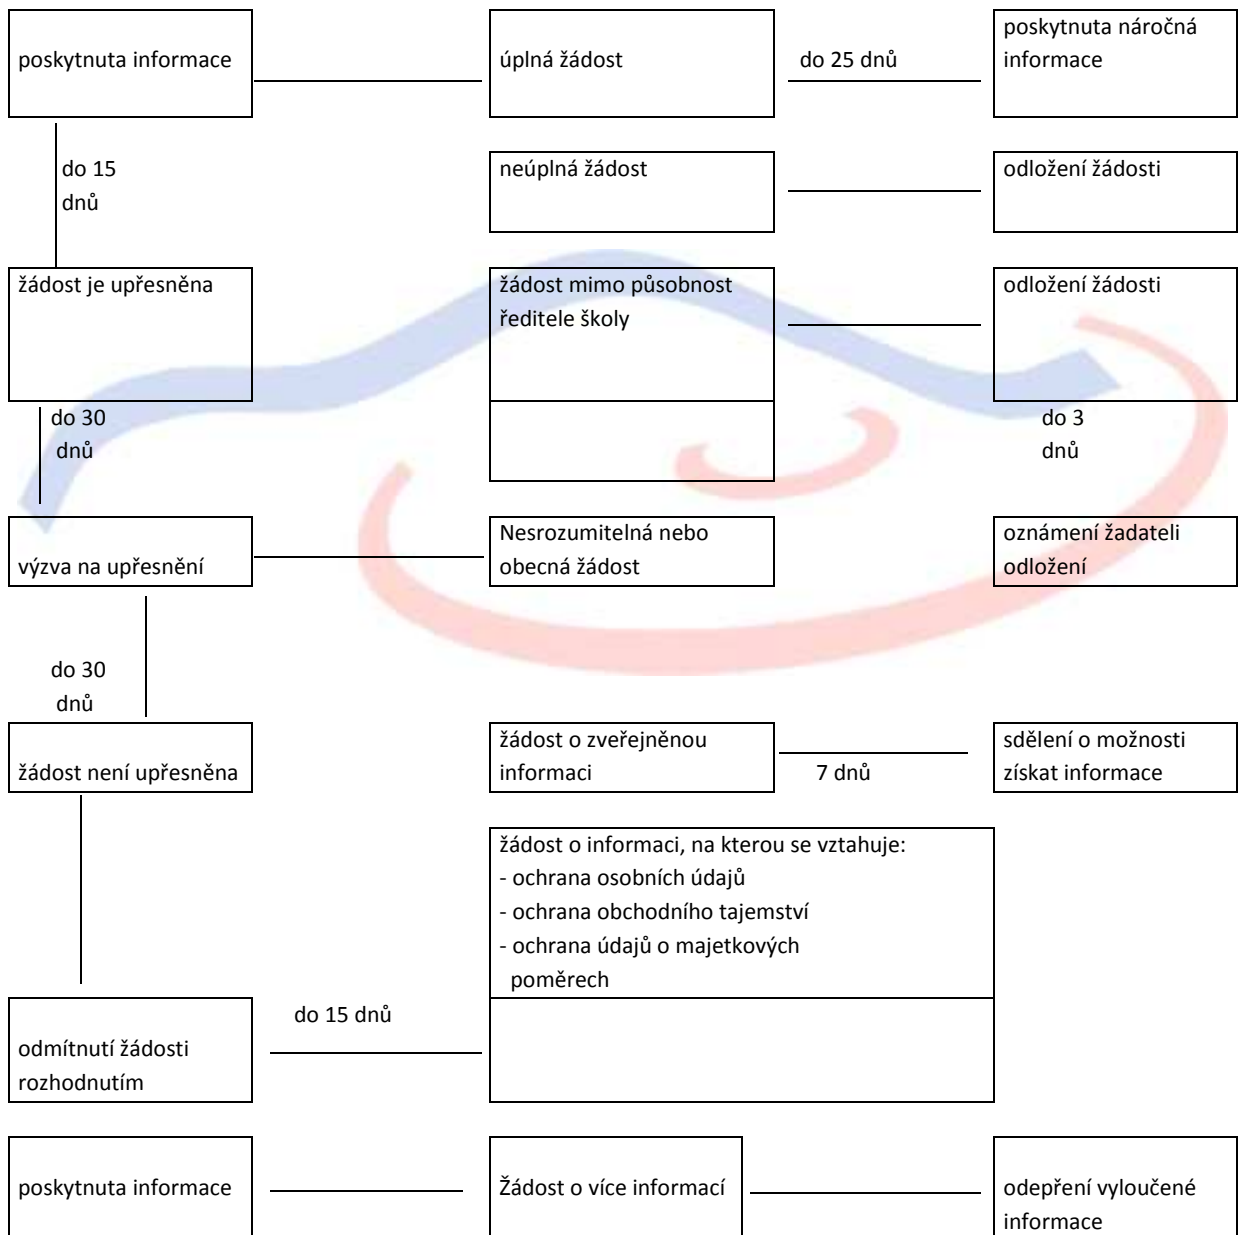 poskytnuta informace
úplná žádost
do 25 dnů
poskytnuta náročná
informace
do 15
dnů
neúplná žádost
odložení žádosti
žádost je upřesněna
žádost mimo působnost
ředitele školy
odložení žádosti
do 30
dnů
do 3
dnů
výzva na upřesnění
Nesrozumitelná nebo
obecná žádost
oznámení žadateli
odložení
do 30
dnů
žádost není upřesněna
žádost o zveřejněnou
informaci
7 dnů
sdělení o možnosti
získat informace
žádost o informaci, na kterou se vztahuje:
- ochrana osobních údajů
- ochrana obchodního tajemství
- ochrana údajů o majetkových
poměrech
odmítnutí žádosti
rozhodnutím
do 15 dnů
poskytnuta informace
Žádost o více informací
odepření vyloučené
informace